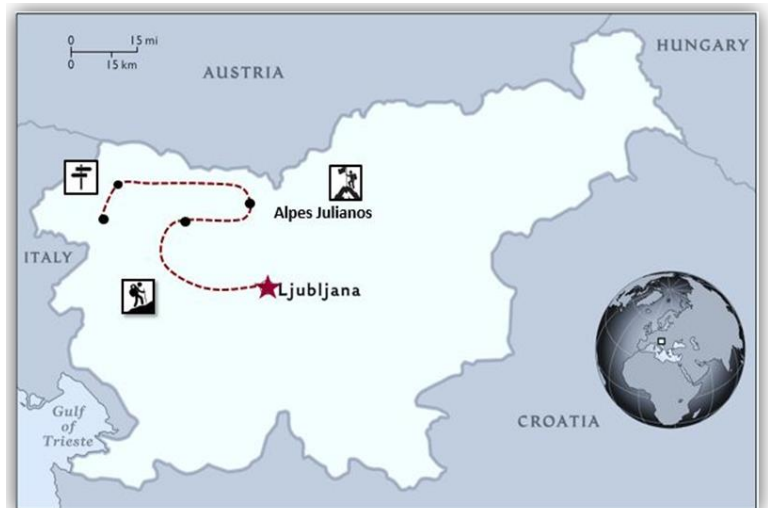 0 15 mi
0 15 km
AUSTRIA
HUNGARY
Alpes Julianos
ITALY
Ljubljana
Gulf
of
Trieste
CROATIA